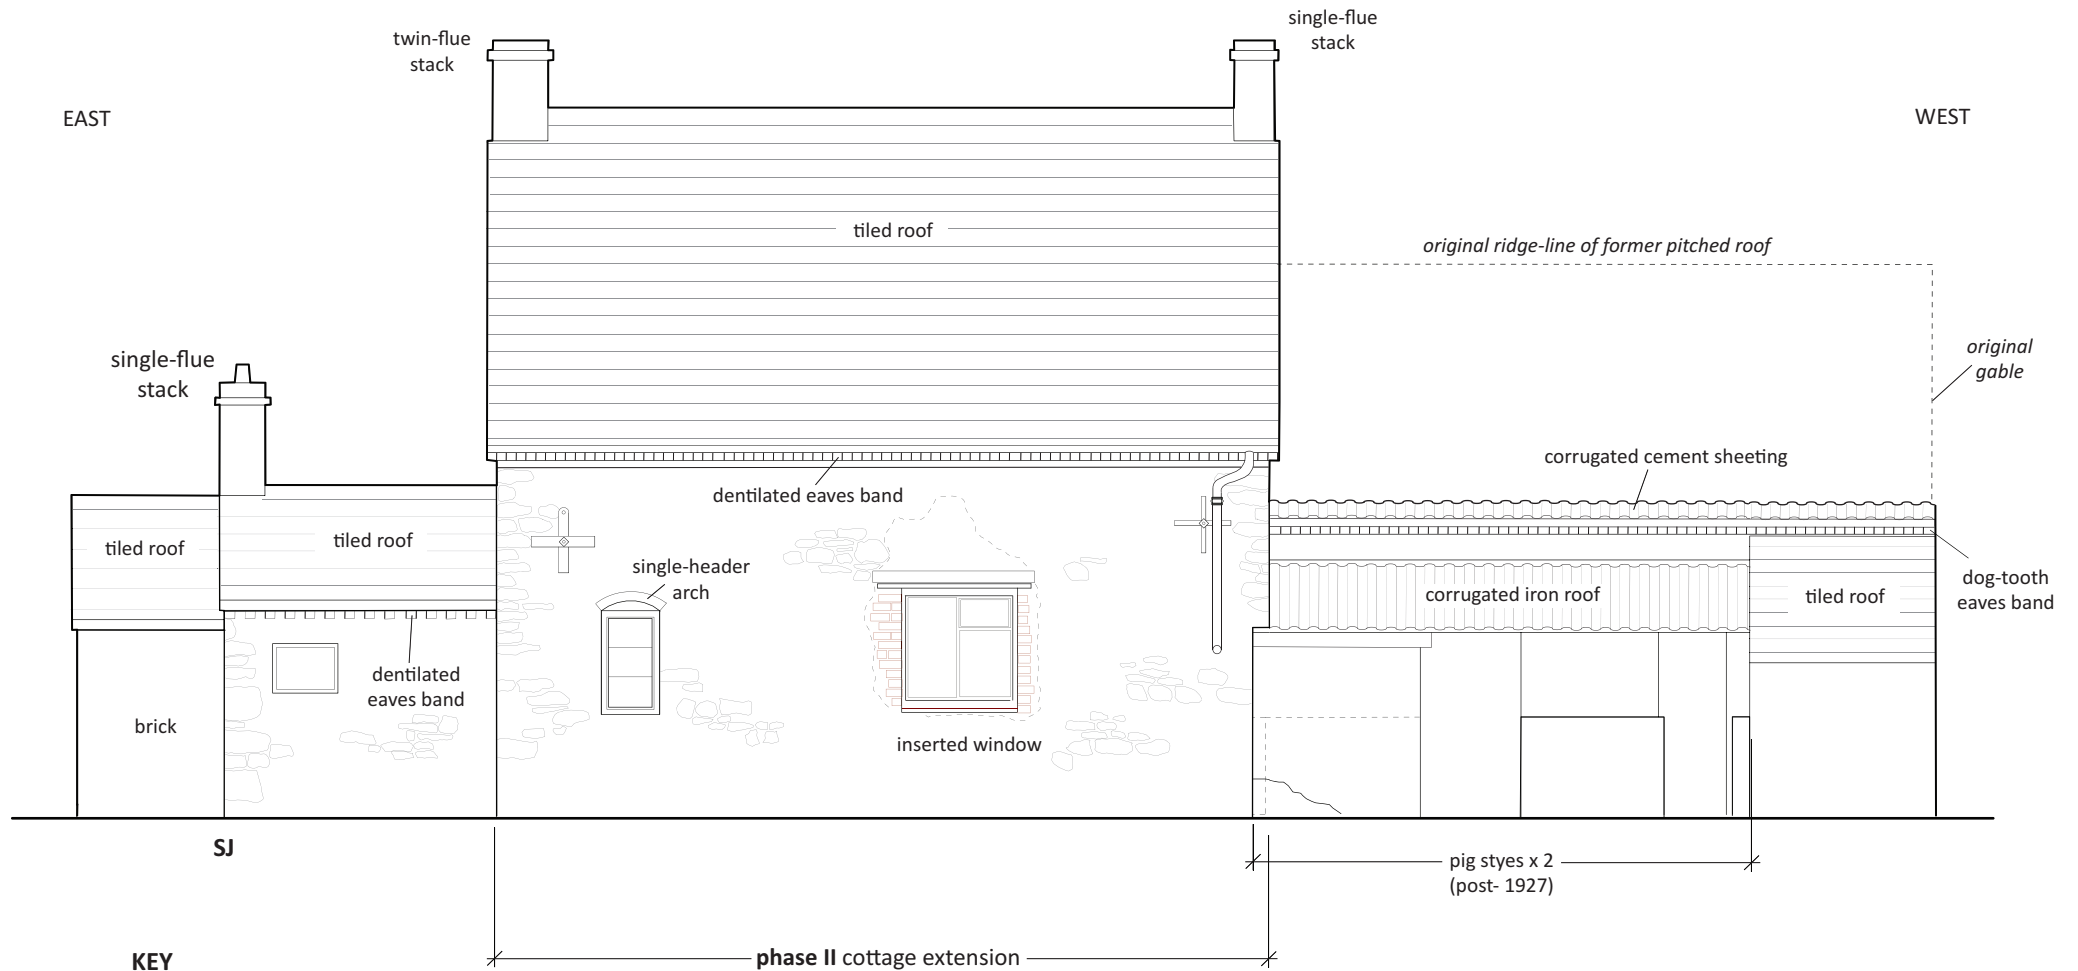 twin-flue
stack
single-flue
stack
EAST
WEST
tiled roof
original ridge-line of former pitched roof
original
gable
single-flue
stack
corrugated cement sheeting
dentilated eaves band
tiled roof
tiled roof
single-header
arch
dog-tooth
eaves band
corrugated iron roof
tiled roof
dentilated
eaves band
brick
inserted window
SJ
pig styes x 2
(post- 1927)
KEY
phase II cottage extension